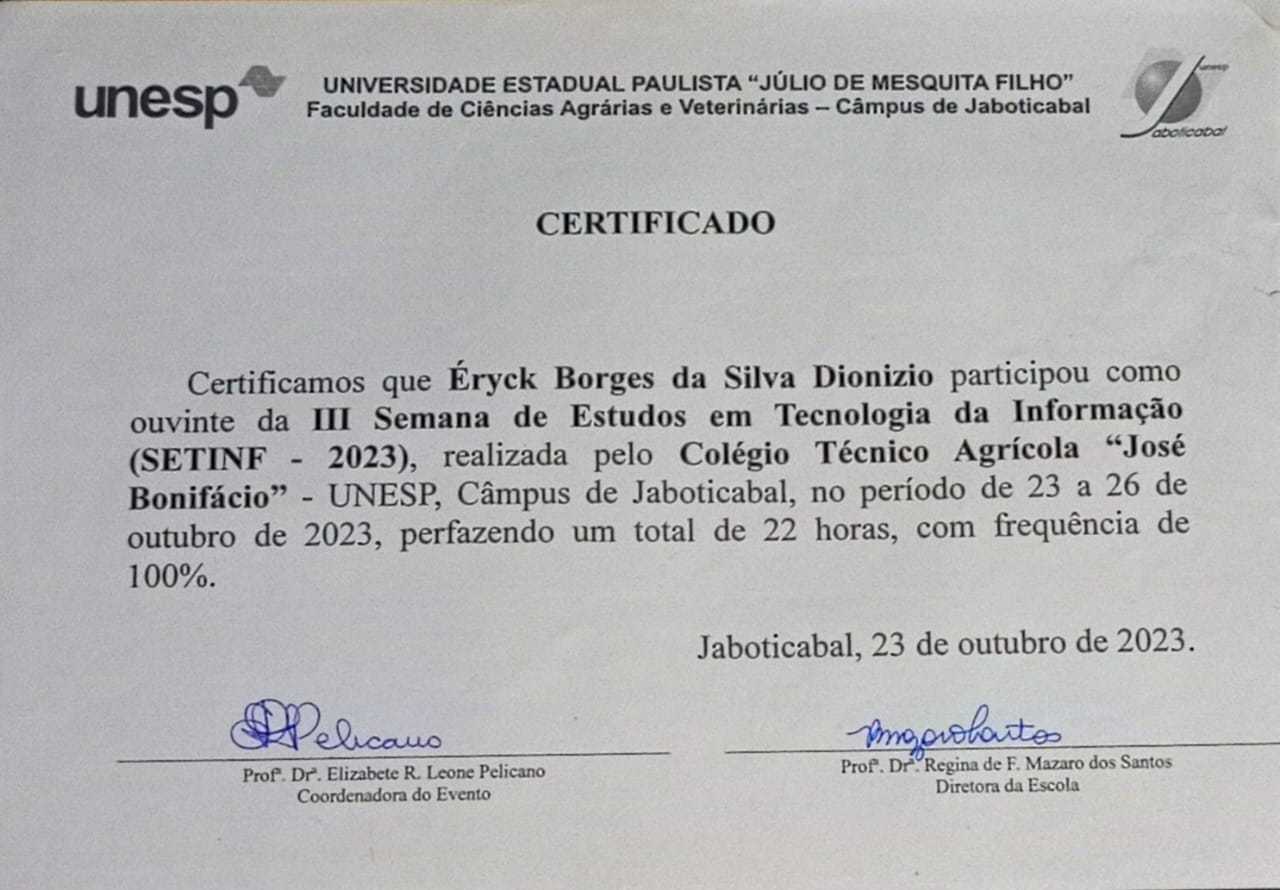 unesp
UNIVERSIDADE ESTADUAL PAULISTA “JÚLIO DE MESQUITA FILHO”
Faculdade de Ciências Agrárias e Veterinárias – Câmpus de Jaboticabal
unesp
Jaboticabal
CERTIFICADO
Certificamos que Éryck Borges da Silva Dionizio participou como
ouvinte da III Semana de Estudos em Tecnologia da Informação
(SETINF - 2023), realizada pelo Colégio Técnico Agrícola “José
Bonifácio” - UNESP, Câmpus de Jaboticabal, no período de 23 a 26 de
outubro de 2023, perfazendo um total de 22 horas, com frequência de
100%.
Jaboticabal, 23 de outubro de 2023.
Pelicano
Profª. Drª. Elizabete R. Leone Pelicano
Coordenadora do Evento
Profª. Drª. Regina de F. Mazaro dos Santos
Diretora da Escola